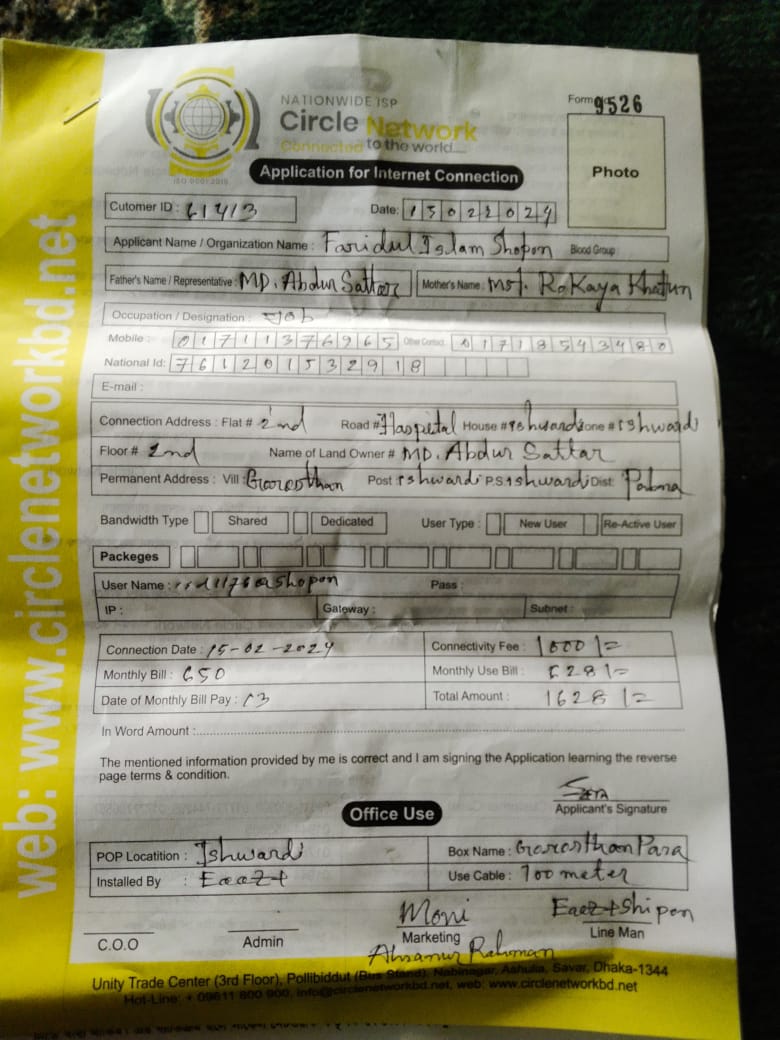 NATIONWIDE ISP
Circle Network
Connected to the world....
ISO 9001:2015
Form 9526
Photo
Application for Internet Connection
Cutomer ID : 61413 Date: 15022024
Applicant Name / Organization Name : Faridul Islam Shopon Blood Group
Father's Name / Representative : MD. Abdur Sattar Mother's Name : Mst. Rokaya Khatun
Occupation / Designation : Job
Mobile : 01711376965 Other Contact : 01718543480
National Id: 7612015329 18
E-mail :
Connection Address : Flat # 2nd Road # Haspietal House # Ishwardi Zone # Ishwardi
Floor # 2nd Name of Land Owner # MD. Abdur Sattar
Permanent Address : Vill : Gorosthan Post Ishwardi P.S Ishwardi Dist: Pabna
Bandwidth Type Shared Dedicated User Type : New User Re-Active User
Packeges
User Name : Pass :
IP : Gateway : Subnet :
Connection Date : 15-02-2024 Connectivity Fee : 1000/=
Monthly Bill : 650 Monthly Use Bill : 628/=
Date of Monthly Bill Pay : 13 Total Amount : 1628/=
In Word Amount :
The mentioned information provided by me is correct and I am signing the Application learning the reverse
page terms & condition.
Applicant's Signature
Office Use
POP Locatition : Ishwardi Box Name : Gorosthan Para
Installed By : Use Cable : 700 meter
Moni Shipon
C.O.O Admin Marketing Line Man
Ahsanur Rahman
Unity Trade Center (3rd Floor), Pollibiddut (Bus Stand), Nabinagar, Ashulia, Savar, Dhaka-1344
Hot-Line: + 09611 800 900, info@circlenetworkbd.net, web: www.circlenetworkbd.net
web: www.circlenetworkbd.net